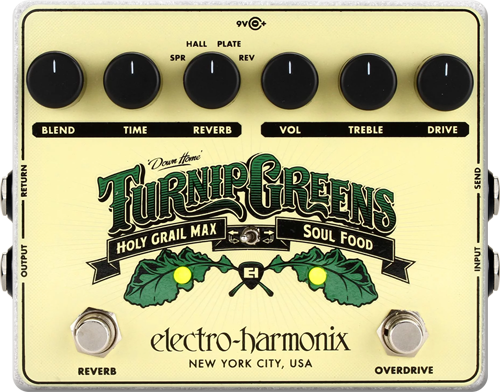 9V +
HALL PLATE
SPR REV
BLEND TIME REVERB VOL TREBLE DRIVE
RETURN
SEND
'Down Home'
TURNIP GREENS
HOLY GRAIL MAX SOUL FOOD
OUTPUT
INPUT
EH
electro-harmonix
NEW YORK CITY, USA
REVERB OVERDRIVE